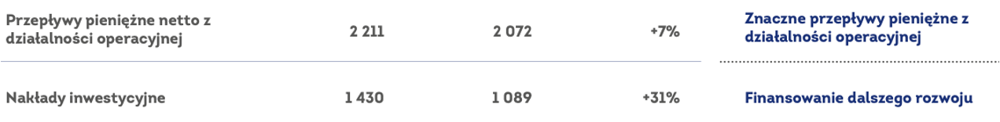 Przepływy pieniężne netto z
działalności operacyjnej
2 211
2 072
+7%
Znaczne przepływy pieniężne z
działalności operacyjnej
Nakłady inwestycyjne
1 430
1 089
+31%
Finansowanie dalszego rozwoju